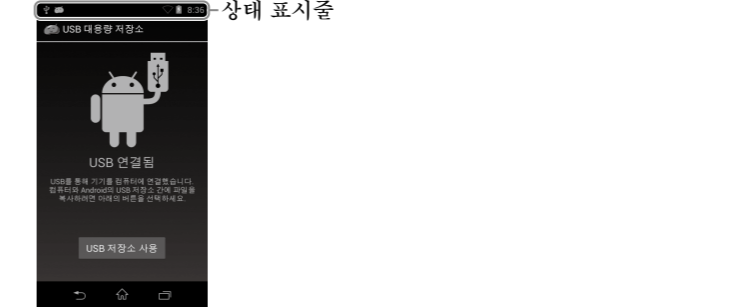 8:36
상태 표시줄
USB 대용량 저장소
USB 연결됨
USB를 통해 기기를 컴퓨터에 연결했습니다.
컴퓨터와 Android의 USB 저장소 간에 파일을
복사하려면 아래의 버튼을 선택하세요.
USB 저장소 사용